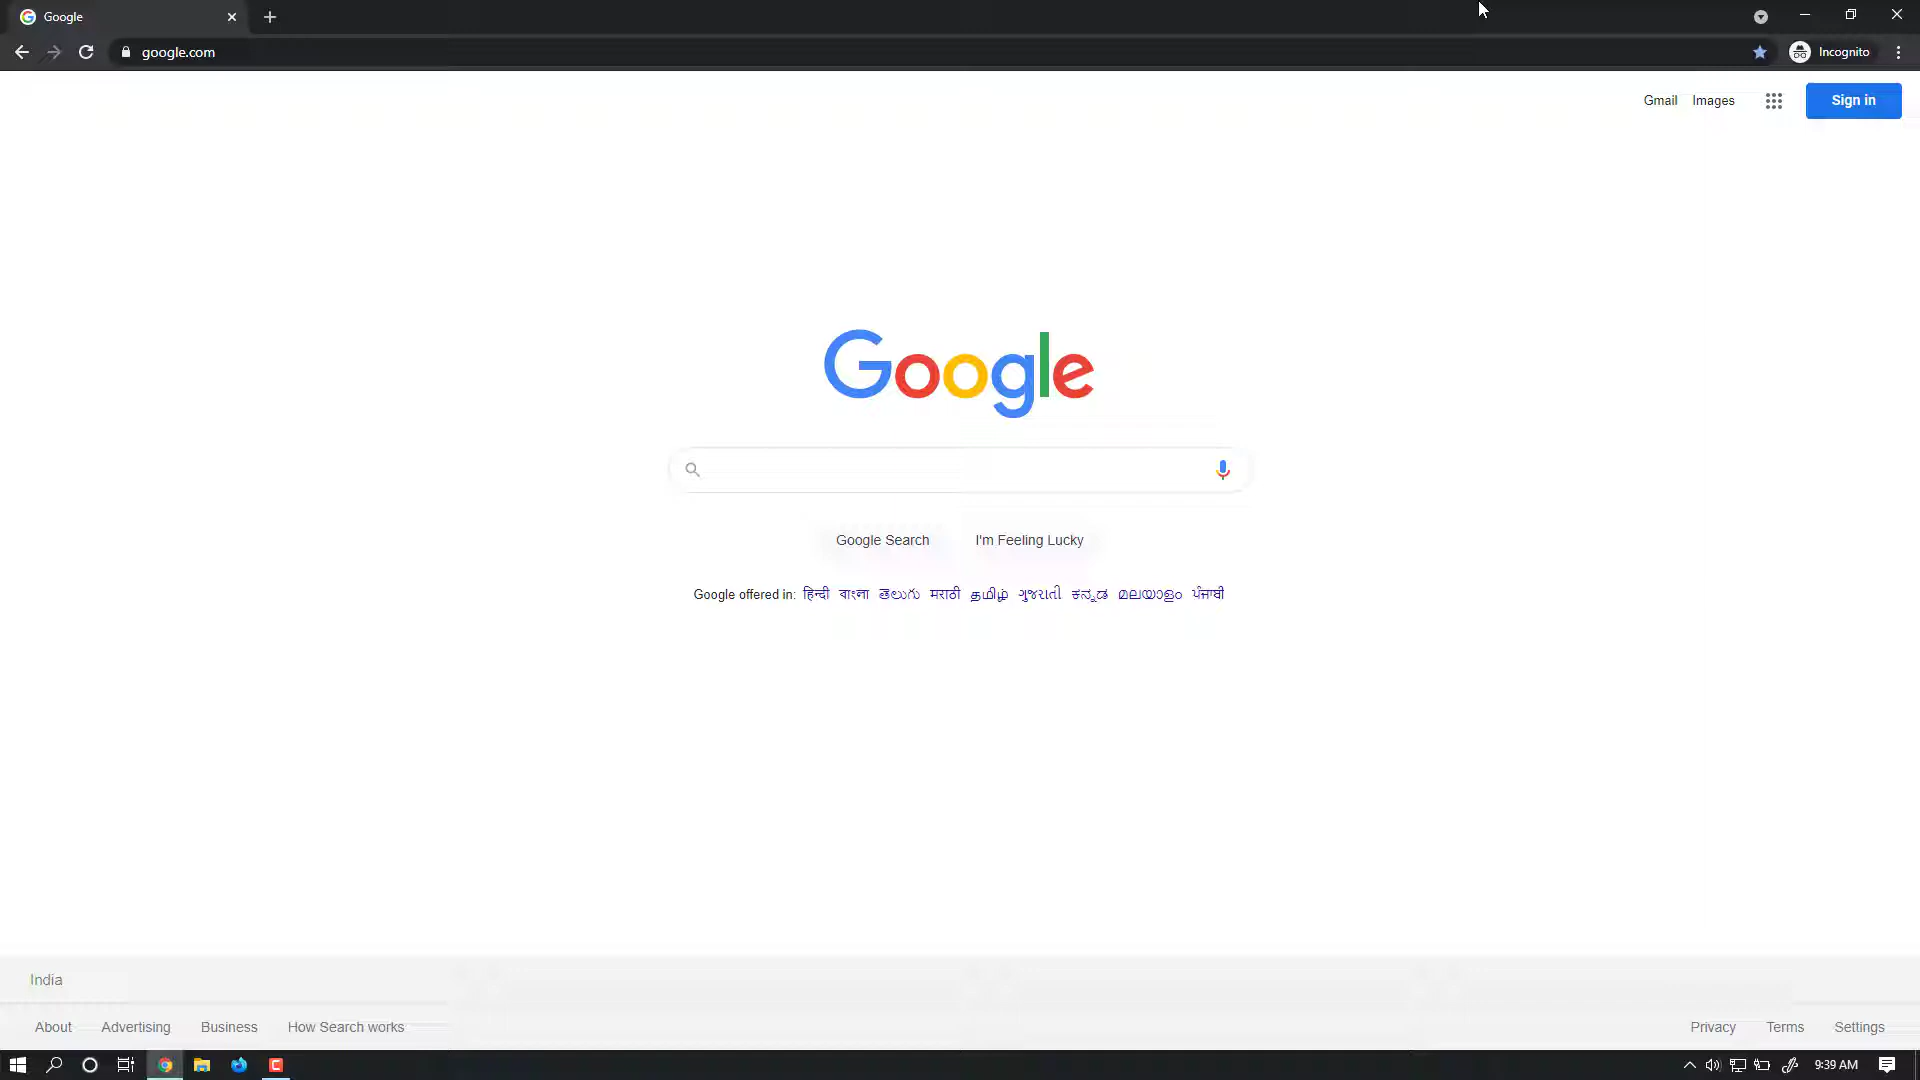 Google
google.com
Incognito
Gmail Images Sign in
Google
Google Search I'm Feeling Lucky
Google offered in: हिन्दी বাংলা తెలుగు मराठी தமிழ் ગુજરાતી ಕನ್ನಡ മലയാളം ਪੰਜਾਬੀ
India
About Advertising Business How Search works Privacy Terms Settings
9:39 AM